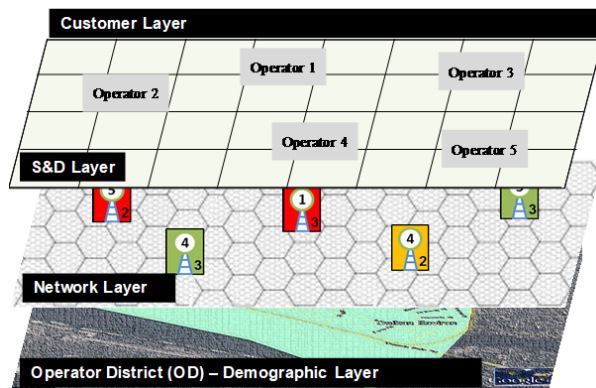 Customer Layer
Operator 1
Operator 3
Operator 2
Operator 4
Operator 5
S&D Layer
5
2
1
3
3
4
3
4
2
Network Layer
Operator District (OD) – Demographic Layer
Google